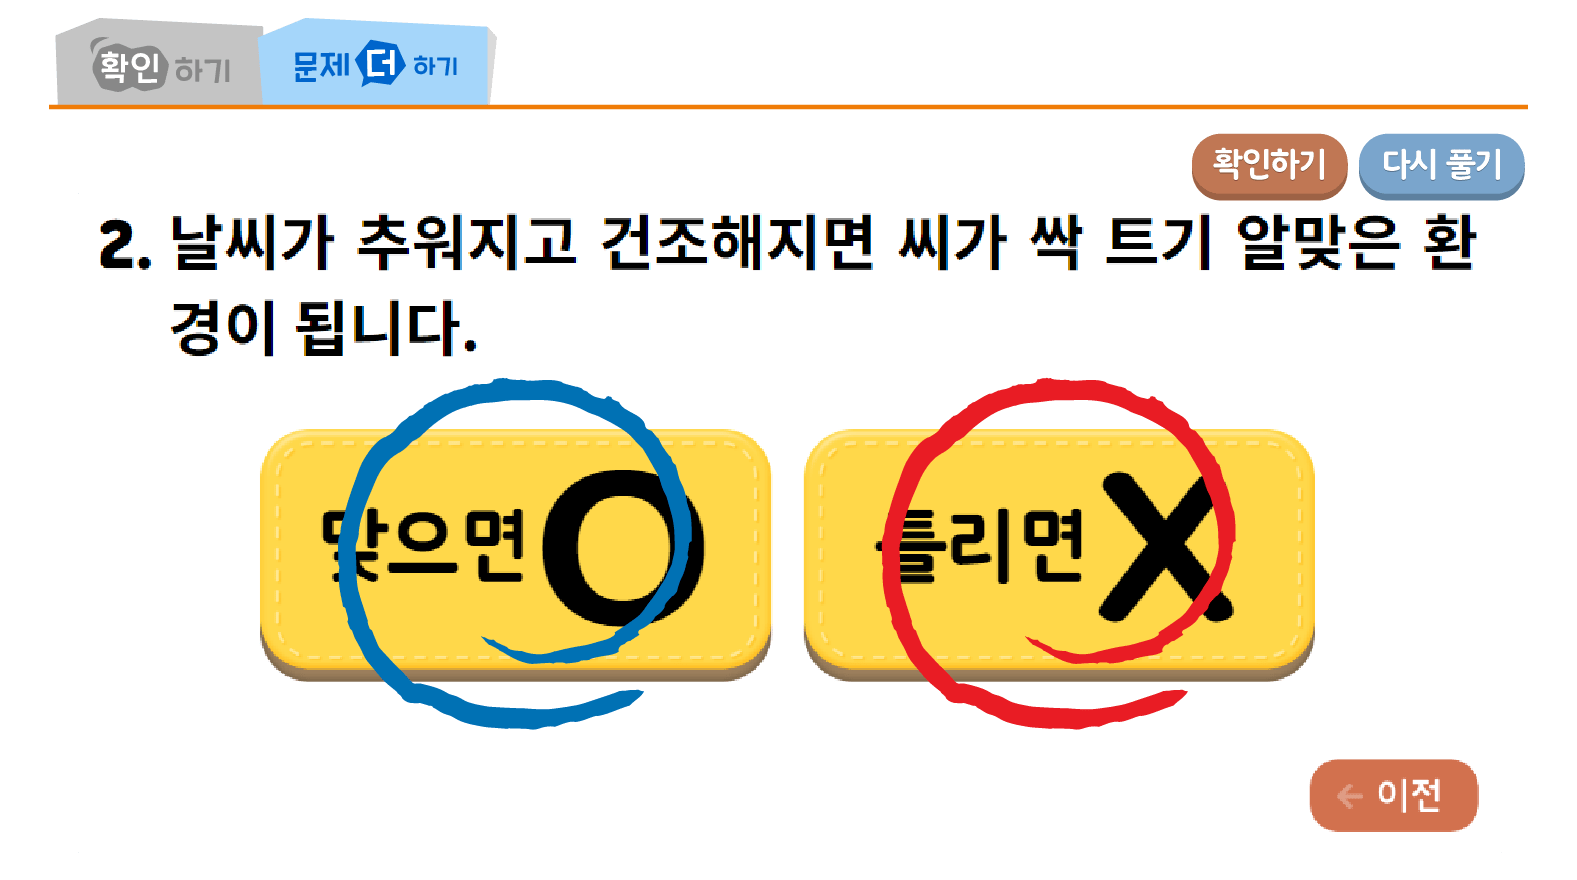 확인 하기
문제 더 하기
확인하기
다시 풀기
2. 날씨가 추워지고 건조해지면 씨가 싹 트기 알맞은 환
경이 됩니다.
맞으면 O
틀리면 X
← 이전